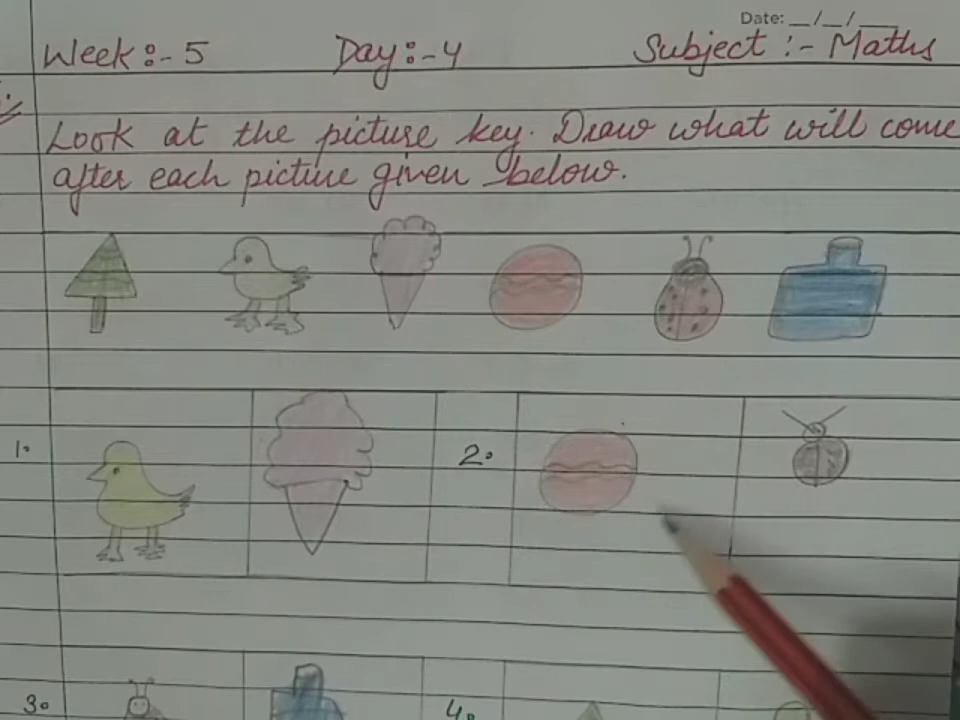 Date: __/__/___
Week:- 5 Day:- 4 Subject :- Maths
Look at the picture key. Draw what will come
after each picture given below.
1. 2.
3. 4.